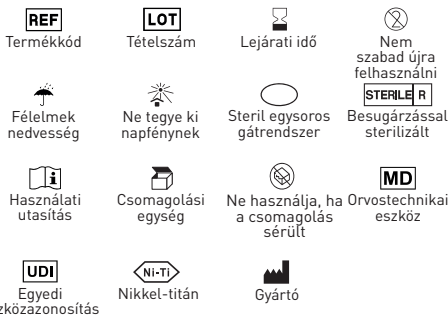 REF
LOT
Termékkód
Tételszám
Lejárati idő
Nem
szabad újra
felhasználni
STERILE R
Félelmek
nedvesség
Ne tegye ki
napfénynek
Steril egysoros
gátrendszer
Besugárzással
sterilizált
MD
Használati
utasítás
Csomagolási
egység
Ne használja, ha
a csomagolás
sérült
Orvostechnikai
eszköz
UDI
Ni-Ti
Egyedi
zközazonosítás
Nikkel-titán
Gyártó